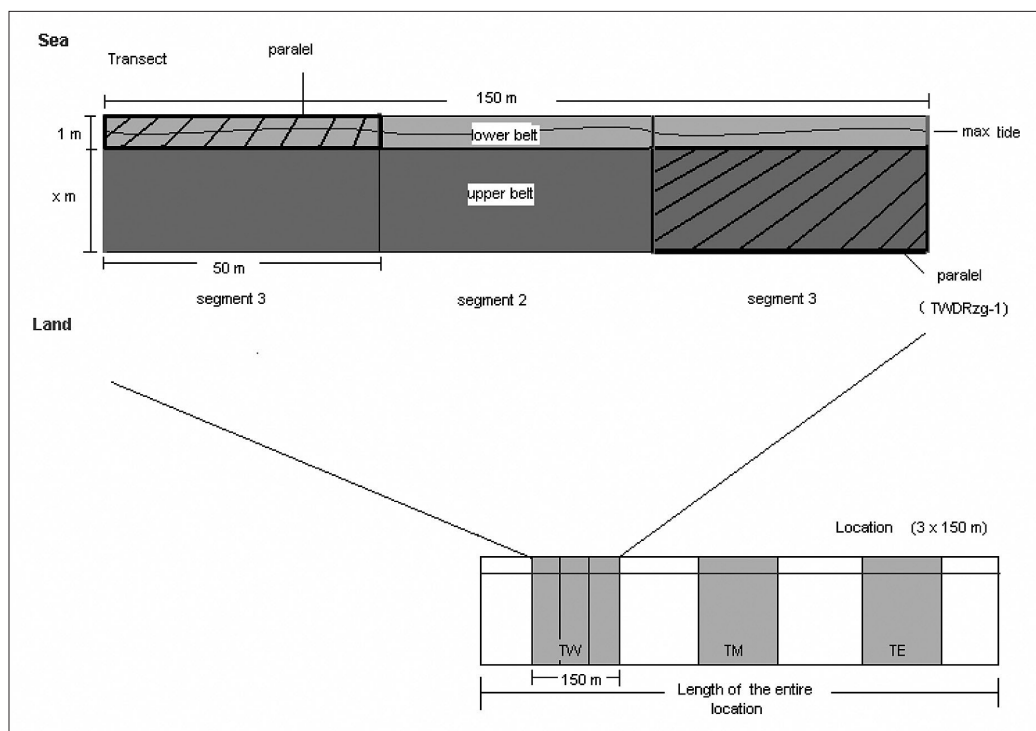 Sea
Transect
paralel
150 m
1 m
lower belt
max tide
x m
upper belt
50 m
paralel
segment 3
segment 2
segment 3
( TWDRzg-1)
Land
Location (3 x 150 m)
TW
TM
TE
150 m
Length of the entire
location